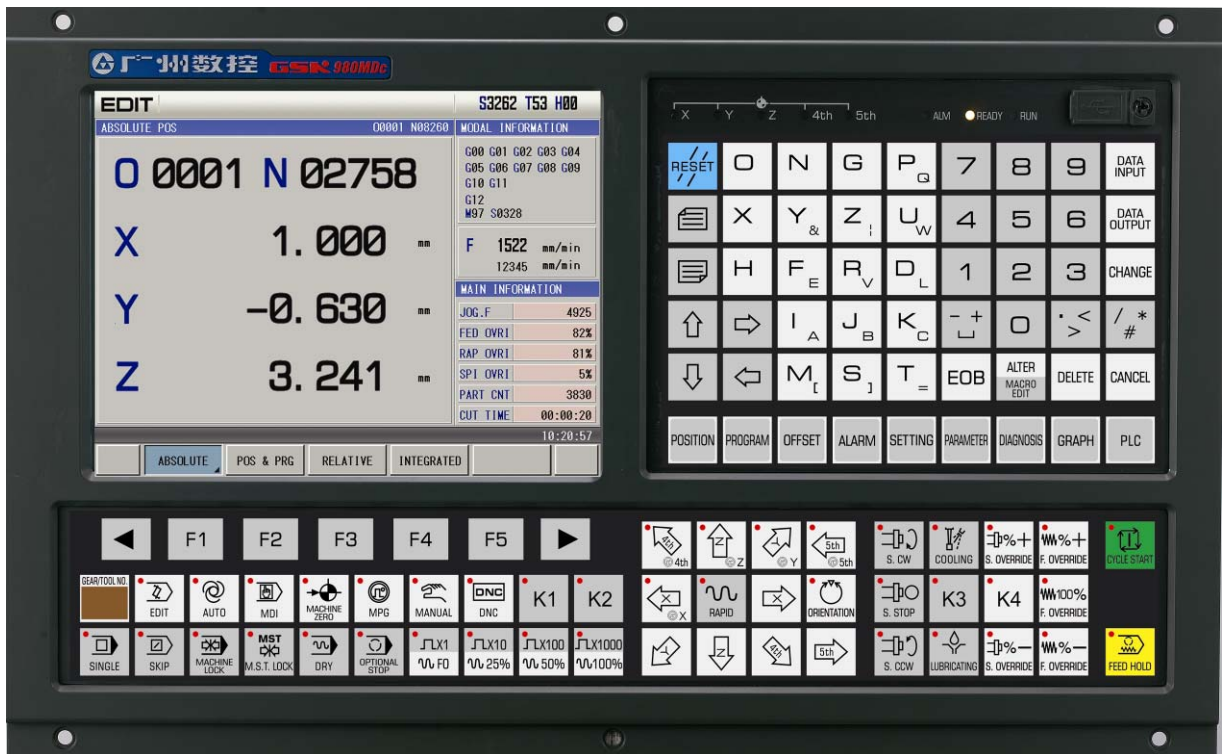 广州数控 GSK 980MDc
EDIT S3262 T53 H00
ABSOLUTE POS O0001 N08260
O 0001 N 02758
X 1.000 mm
Y -0.630 mm
Z 3.241 mm
MODAL INFORMATION
G00 G01 G02 G03 G04
G05 G06 G07 G08 G09
G10 G11
G12
M97 S0328
F 1522 mm/min
12345 mm/min
MAIN INFORMATION
JOG.F 4925
FED OVRI 82%
RAP OVRI 81%
SPI OVRI 5%
PART CNT 3830
CUT TIME 00:00:20
10:20:57
ABSOLUTE POS & PRG RELATIVE INTEGRATED
X Y Z 4th 5th ALM READY RUN
RESET O N G P Q 7 8 9 DATA INPUT
X Y & Z ¦ U W 4 5 6 DATA OUTPUT
H F E R V D L 1 2 3 CHANGE
I A J B K C - + ␣ 0 . < > / * #
M [ S ] T = EOB ALTER MACRO EDIT DELETE CANCEL
POSITION PROGRAM OFFSET ALARM SETTING PARAMETER DIAGNOSIS GRAPH PLC
F1 F2 F3 F4 F5
GEAR/TOOL NO. EDIT AUTO MDI MACHINE ZERO MPG MANUAL DNC DNC K1 K2
SINGLE SKIP MACHINE LOCK MST M.S.T. LOCK DRY OPTIONAL STOP X1 F0 X10 25% X100 50% X1000 100%
4th @4th Z @Z Y @Y 5th @5th S. CW COOLING %+ S. OVERRIDE %+ F. OVERRIDE CYCLE START
X @X RAPID X ORIENTATION S. STOP K3 K4 %100% F. OVERRIDE
Y Z 4th 5th S. CCW LUBRICATING %- S. OVERRIDE %- F. OVERRIDE FEED HOLD